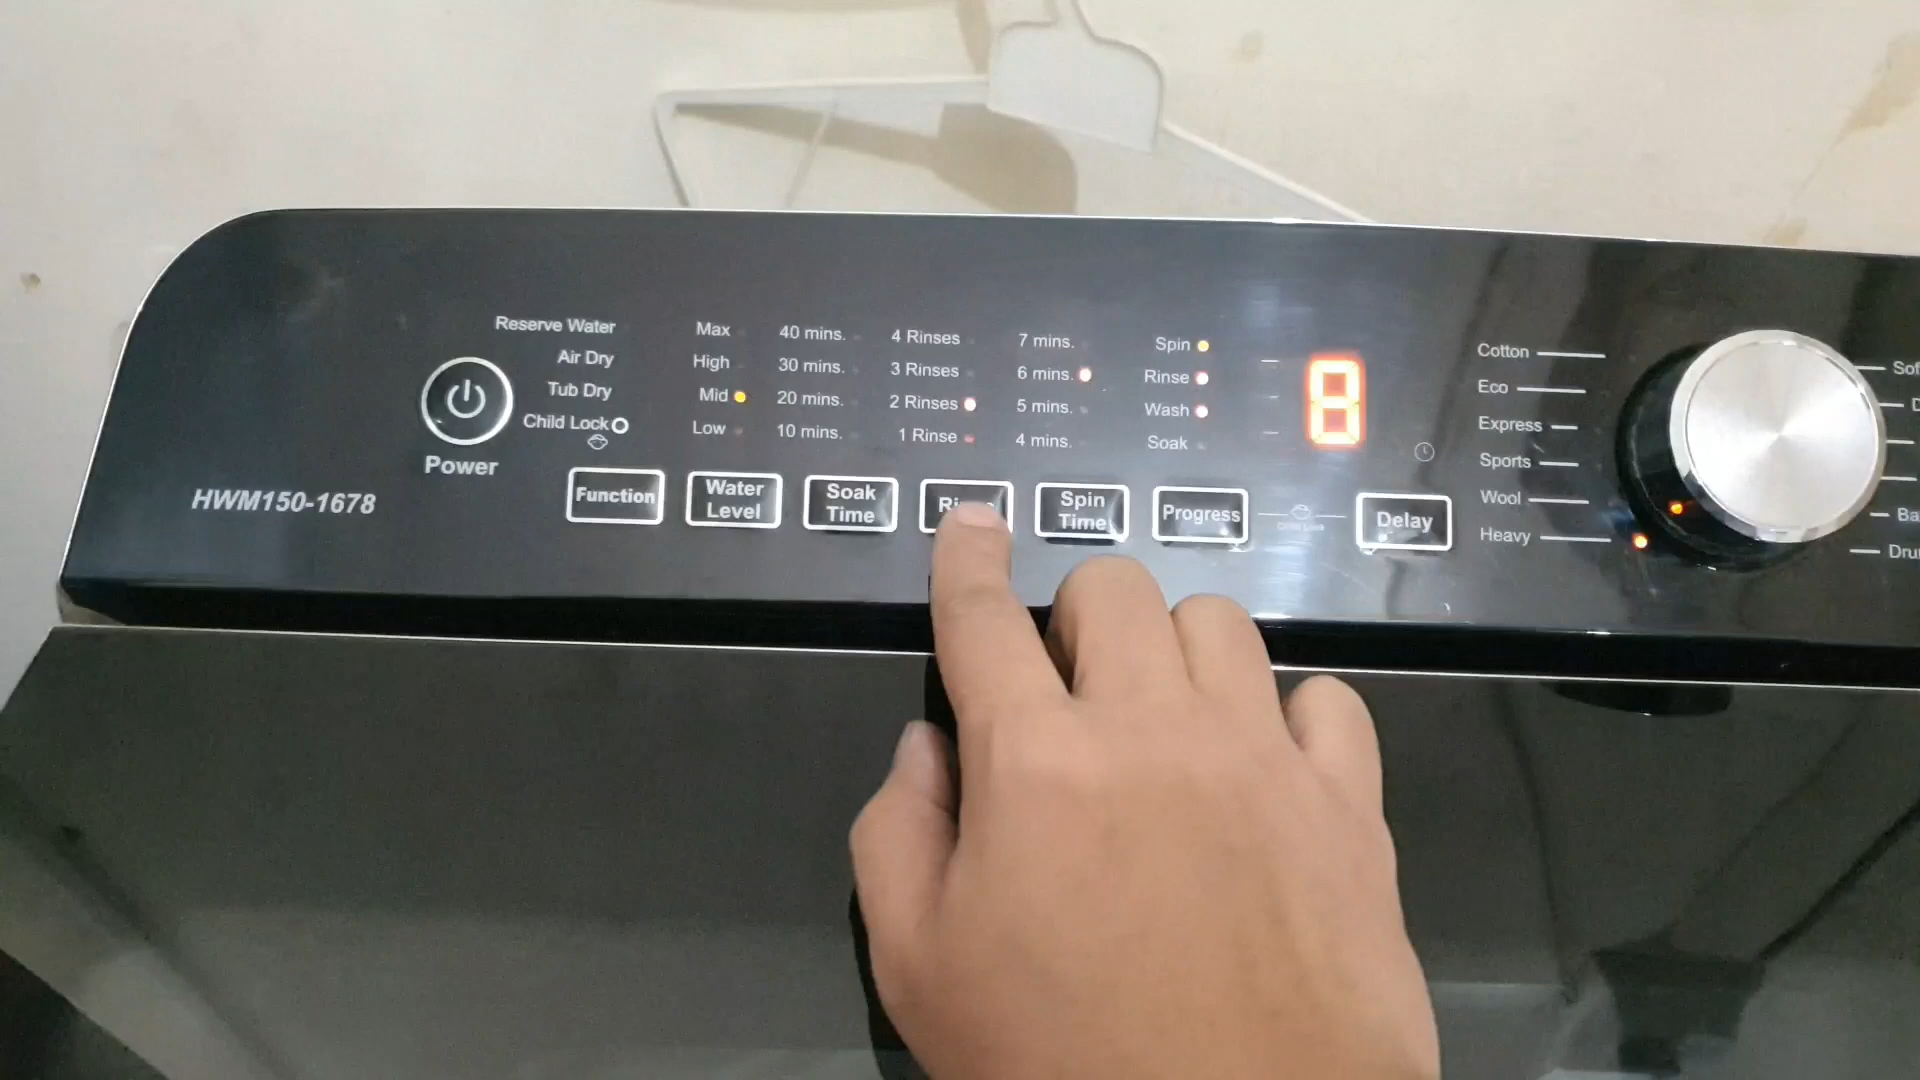 Reserve Water
Air Dry
Tub Dry
Child Lock
Power
HWM150-1678
Max
High
Mid
Low
40 mins.
30 mins.
20 mins.
10 mins.
4 Rinses
3 Rinses
2 Rinses
1 Rinse
7 mins.
6 mins.
5 mins.
4 mins.
Spin
Rinse
Wash
Soak
8
Function
Water
Level
Soak
Time
Spin
Time
Progress
Child Lock
Delay
Cotton
Eco
Express
Sports
Wool
Heavy